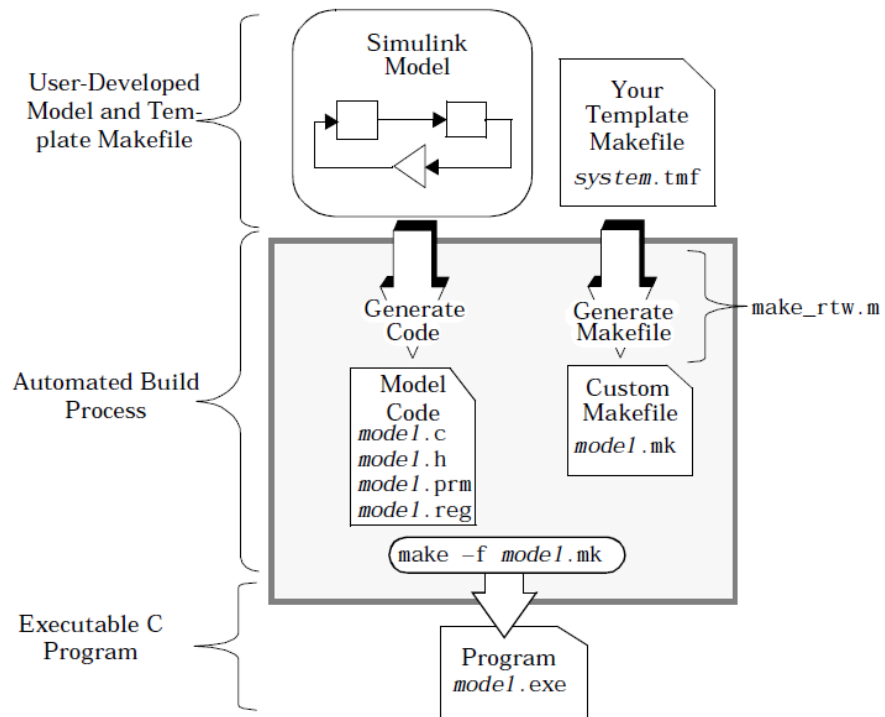 User-Developed
Model and Tem-
plate Makefile
Simulink
Model
Your
Template
Makefile
system.tmf
Automated Build
Process
Generate
Code
Generate
Makefile
make_rtw.m
Model
Code
model.c
model.h
model.prm
model.reg
Custom
Makefile
model.mk
make –f model.mk
Executable C
Program
Program
model.exe